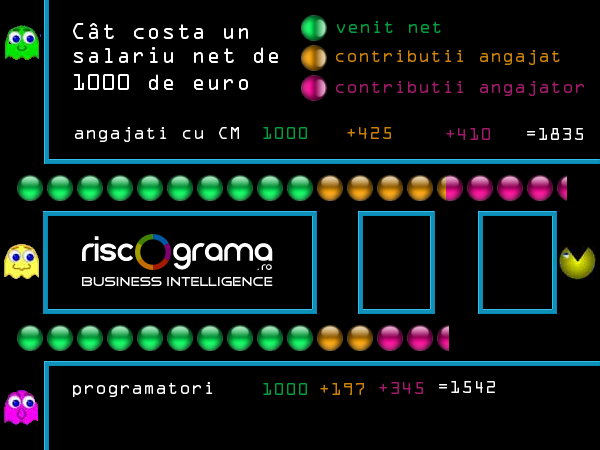 Cât costa un
salariu net de
1000 de euro
venit net
contributii angajat
contributii angajator
angajati cu CM 1000 +425 +410 =1835
riscograma
.ro
BUSINESS INTELLIGENCE
programatori 1000 +197 +345 =1542